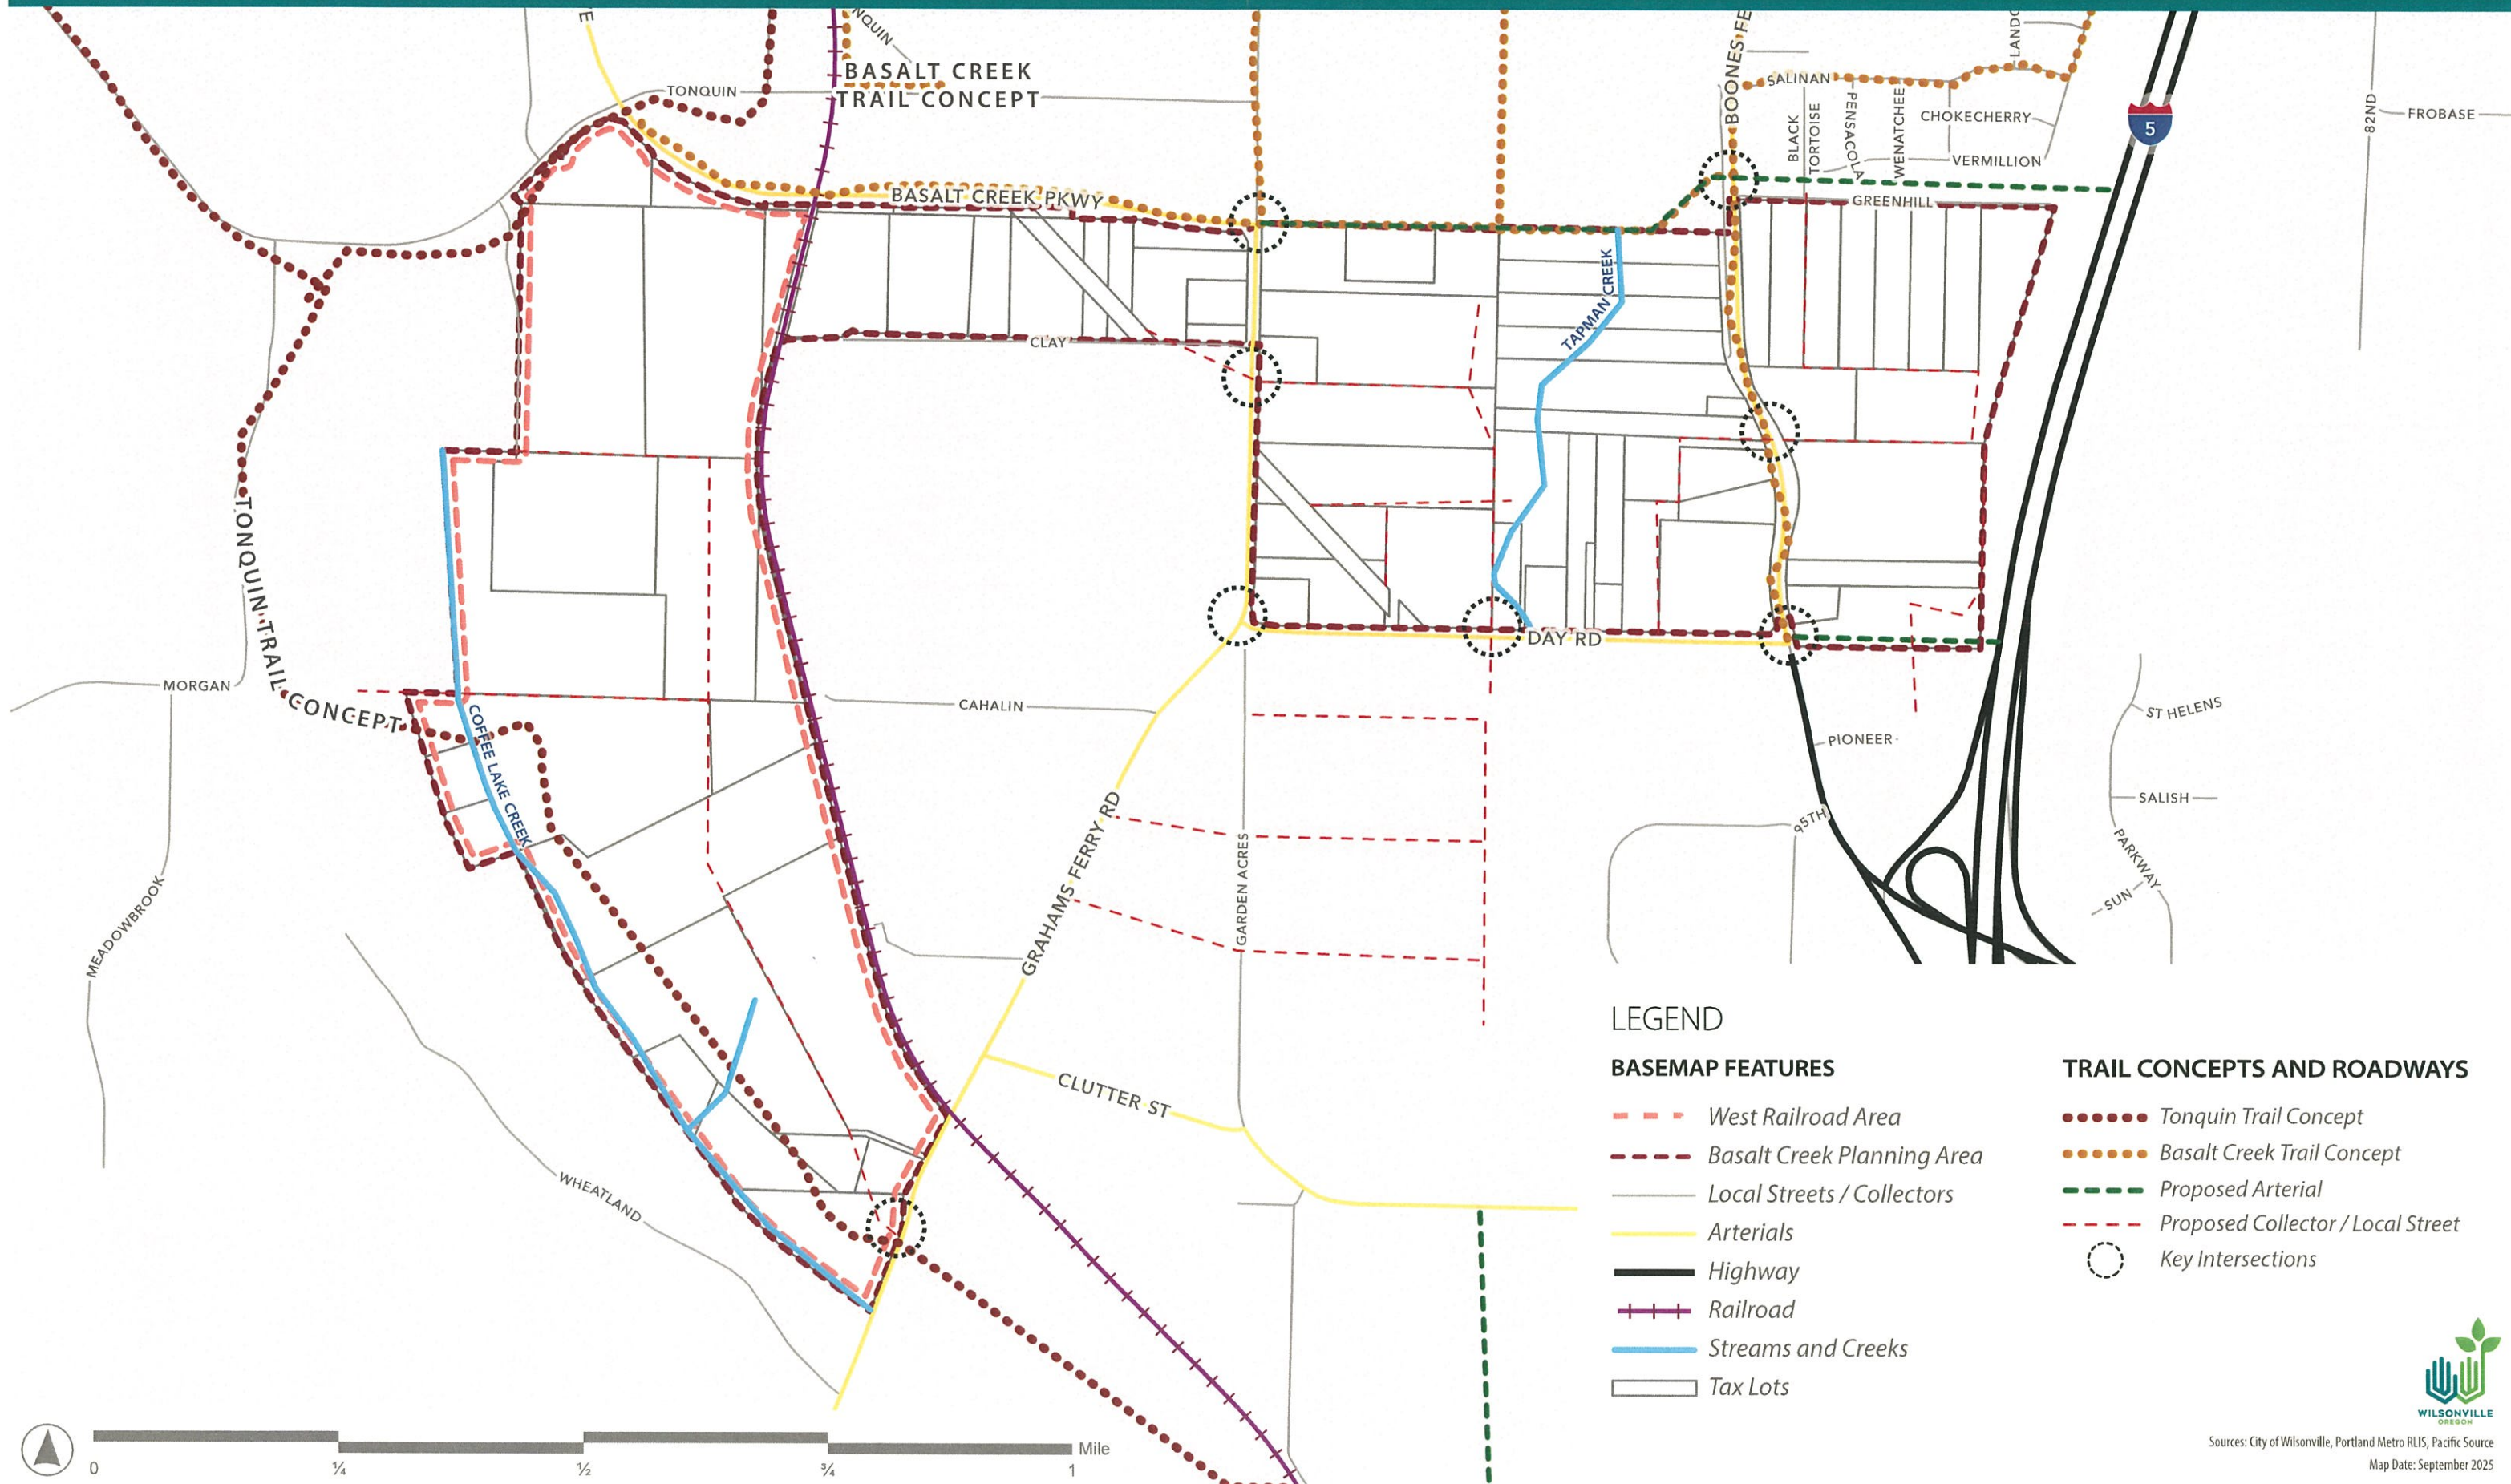 E
NQUIN
BASALT CREEK
TRAIL CONCEPT
TONQUIN
BOONES FE
SALINAN
LANDO
BLACK
TORTOISE
PENSACOLA
WENATCHEE
CHOKECHERRY
VERMILLION
5
82ND
FROBASE
BASALT CREEK PKWY
GREENHILL
TAPMAN CREEK
CLAY
TONQUIN TRAIL CONCEPT
DAY RD
MORGAN
CAHALIN
COFFEE LAKE CREEK
PIONEER
ST HELENS
SALISH
95TH
PARKWAY
SUN
MEADOWBROOK
GRAHAMS FERRY RD
GARDEN ACRES
CLUTTER ST
WHEATLAND
LEGEND
BASEMAP FEATURES
West Railroad Area
Basalt Creek Planning Area
Local Streets / Collectors
Arterials
Highway
Railroad
Streams and Creeks
Tax Lots
TRAIL CONCEPTS AND ROADWAYS
Tonquin Trail Concept
Basalt Creek Trail Concept
Proposed Arterial
Proposed Collector / Local Street
Key Intersections
WILSONVILLE
OREGON
Sources: City of Wilsonville, Portland Metro RLIS, Pacific Source
Map Date: September 2025
Mile
0 ¼ ½ ¾ 1